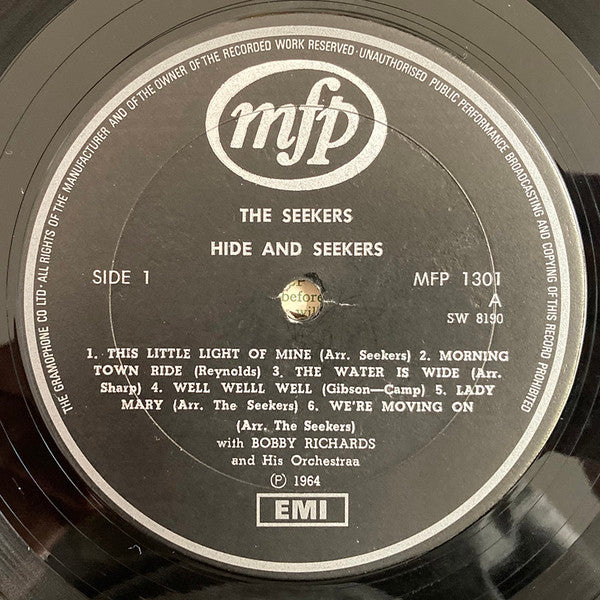 THE GRAMOPHONE CO LTD · ALL RIGHTS OF THE MANUFACTURER AND OF THE OWNER OF THE RECORDED WORK RESERVED · UNAUTHORISED PUBLIC PERFORMANCE BROADCASTING AND COPYING OF THIS RECORD PROHIBITED
mfp
THE SEEKERS
HIDE AND SEEKERS
SIDE 1
MFP 1301
A
SW 8190
before
1. THIS LITTLE LIGHT OF MINE (Arr. Seekers) 2. MORNING
TOWN RIDE (Reynolds) 3. THE WATER IS WIDE (Arr.
Sharp) 4. WELL WELLL WELL (Gibson—Camp) 5. LADY
MARY (Arr. The Seekers) 6. WE'RE MOVING ON
(Arr. The Seekers)
with BOBBY RICHARDS
and His Orchestraa
Ⓟ 1964
EMI